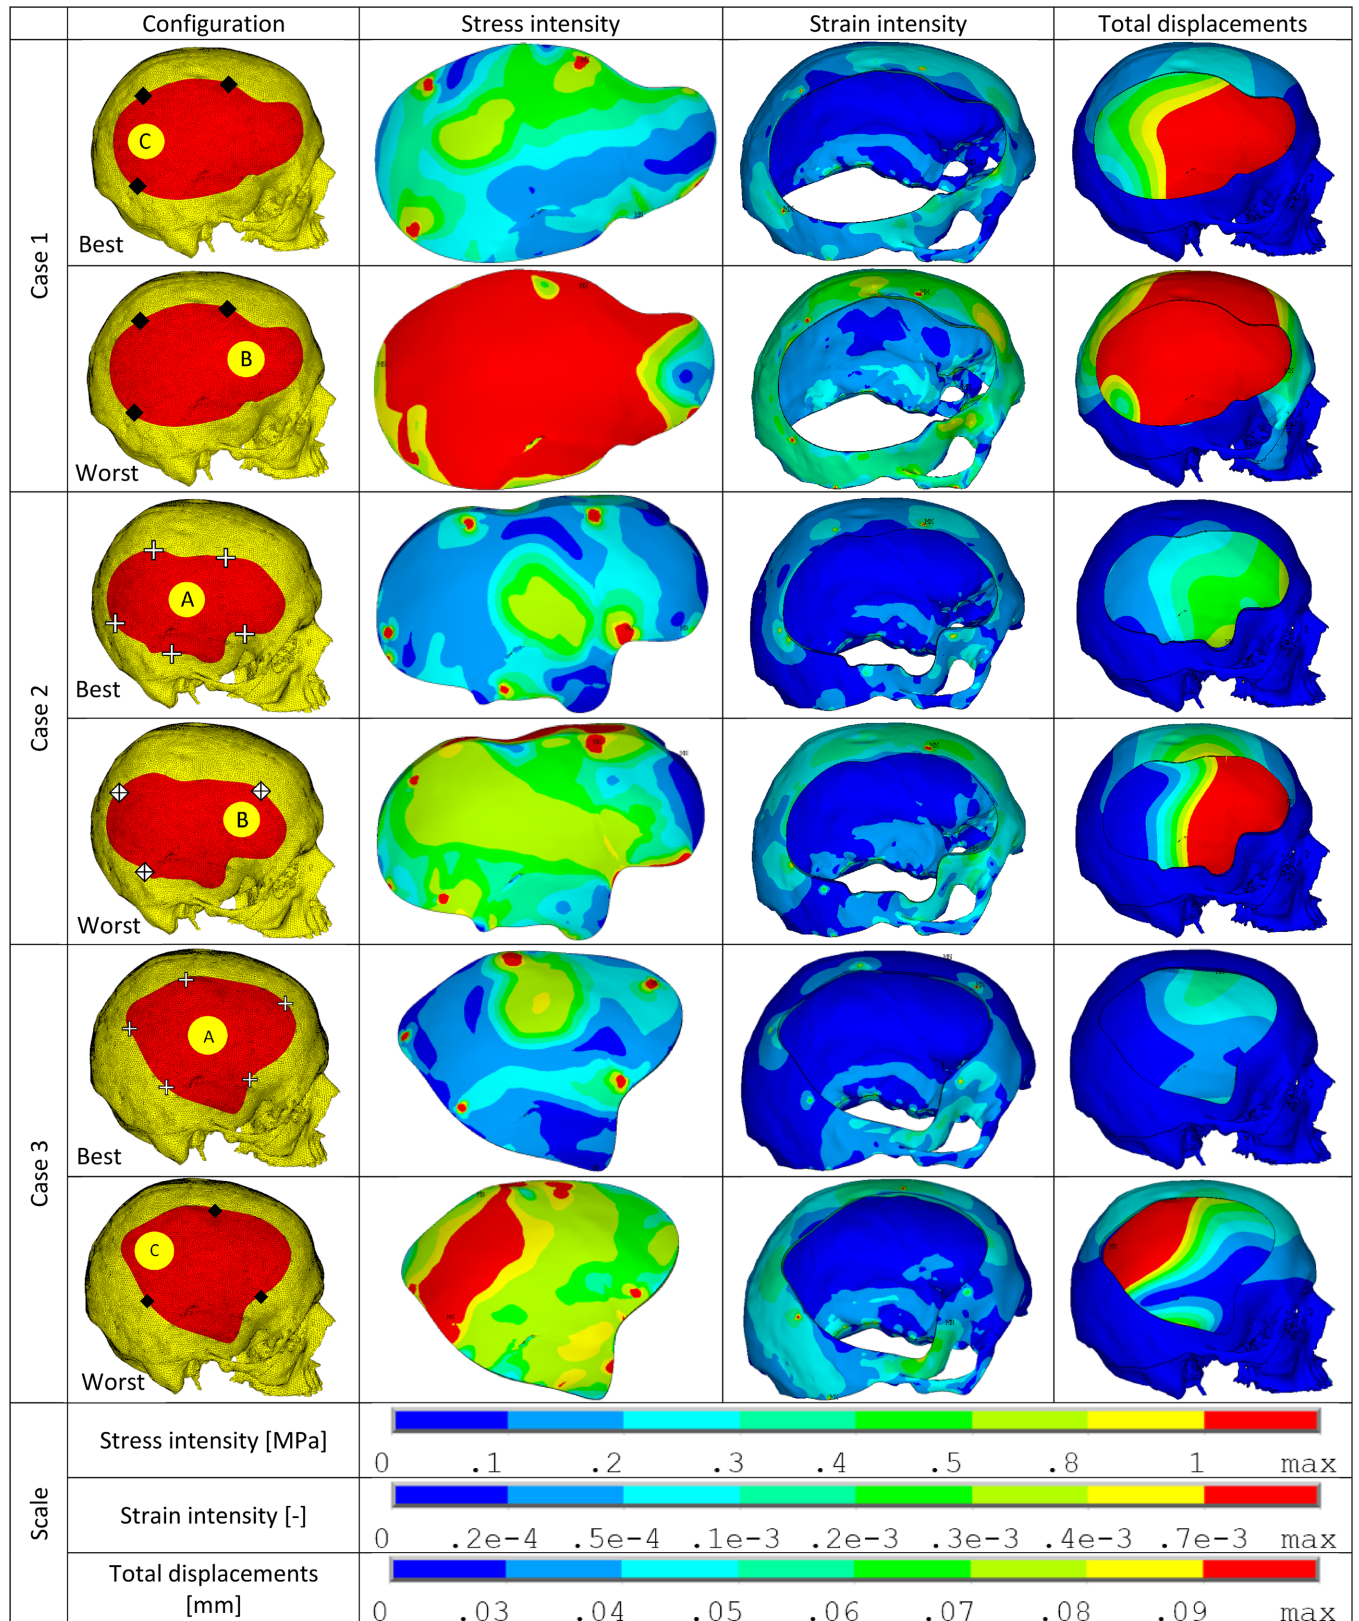 Configuration Stress intensity Strain intensity Total displacements
Case 1
C
Best
B
Worst
Case 2
A
Best
B
Worst
Case 3
A
Best
C
Worst
Scale
Stress intensity [MPa]
0 .1 .2 .3 .4 .5 .8 1 max
Strain intensity [-]
0 .2e-4 .5e-4 .1e-3 .2e-3 .3e-3 .4e-3 .7e-3 max
Total displacements
[mm]
0 .03 .04 .05 .06 .07 .08 .09 max